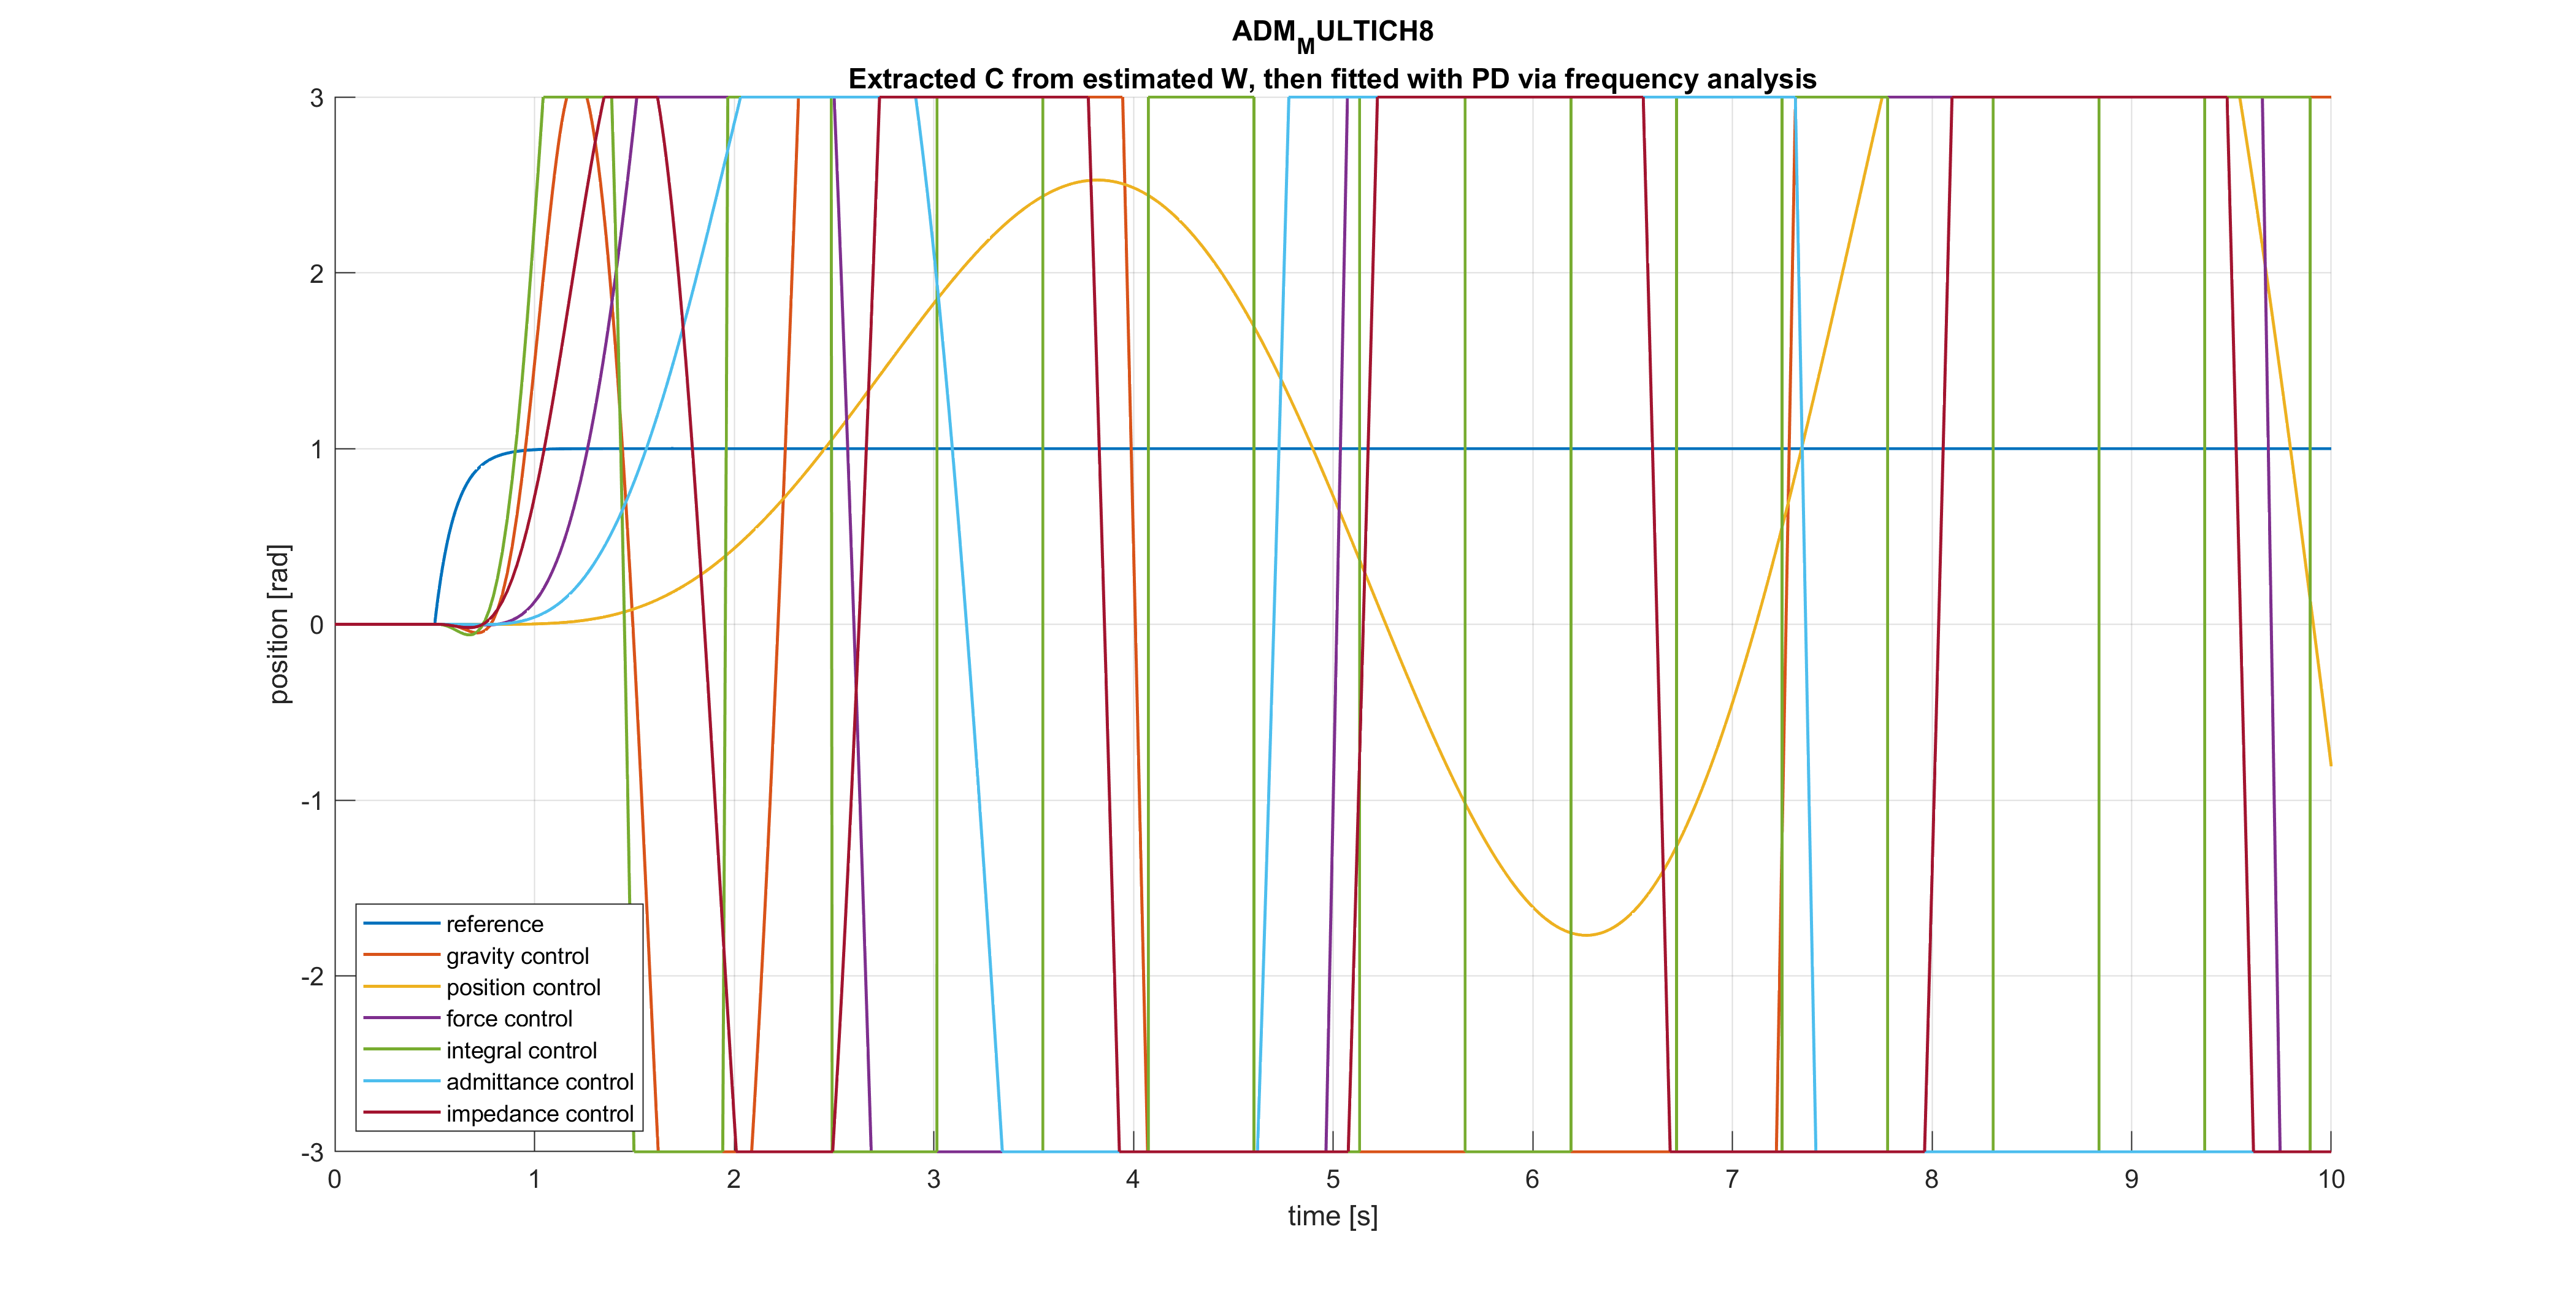 ADM_MULTICH8
Extracted C from estimated W, then fitted with PD via frequency analysis
3
2
1
0
-1
-2
-3
position [rad]
reference
gravity control
position control
force control
integral control
admittance control
impedance control
0 1 2 3 4 5 6 7 8 9 10
time [s]